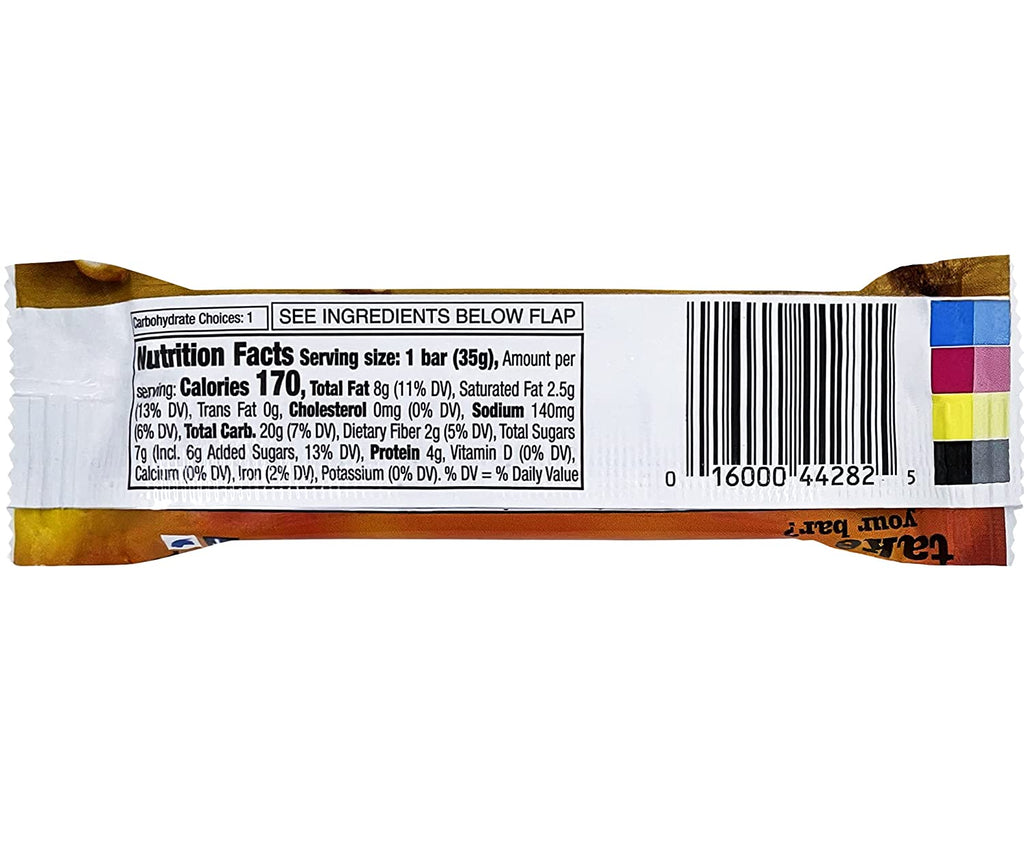 Carbohydrate Choices: 1
SEE INGREDIENTS BELOW FLAP
Nutrition Facts Serving size: 1 bar (35g), Amount per
serving: Calories 170, Total Fat 8g (11% DV), Saturated Fat 2.5g
(13% DV), Trans Fat 0g, Cholesterol 0mg (0% DV), Sodium 140mg
(6% DV), Total Carb. 20g (7% DV), Dietary Fiber 2g (5% DV), Total Sugars
7g (Incl. 6g Added Sugars, 13% DV), Protein 4g, Vitamin D (0% DV),
Calcium (0% DV), Iron (2% DV), Potassium (0% DV). % DV = % Daily Value
0 16000 44282 5
take
your bar?